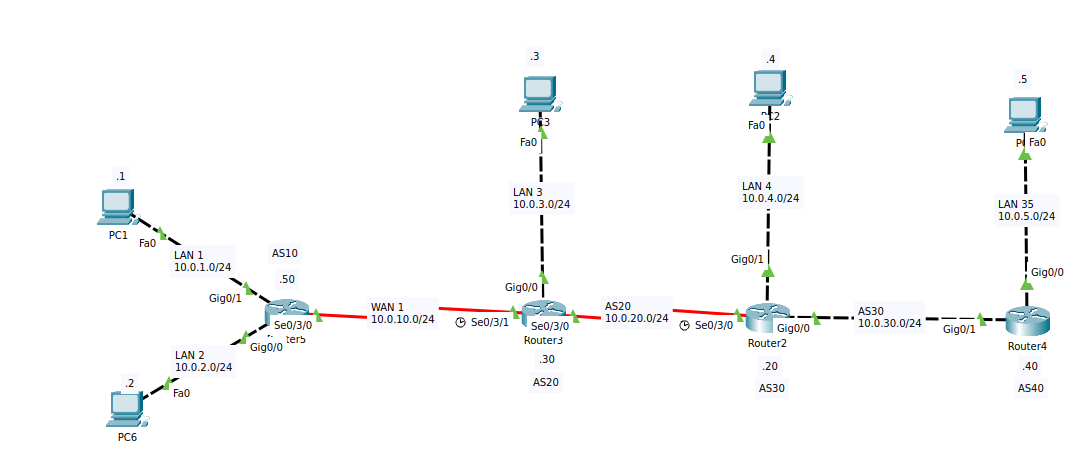 .1
PC1
Fa0
LAN 1
10.0.1.0/24
Gig0/1
AS10
.50
Se0/3/0
Gig0/0
LAN 2
10.0.2.0/24
.2
Fa0
PC6
WAN 1
10.0.10.0/24
.3
PC3
Fa0
LAN 3
10.0.3.0/24
Gig0/0
Se0/3/1
Se0/3/0
Router3
.30
AS20
AS20
10.0.20.0/24
.4
Fa0
LAN 4
10.0.4.0/24
Gig0/1
Se0/3/0
Gig0/0
Router2
.20
AS30
AS30
10.0.30.0/24
.5
Fa0
LAN 35
10.0.5.0/24
Gig0/0
Gig0/1
Router4
.40
AS40